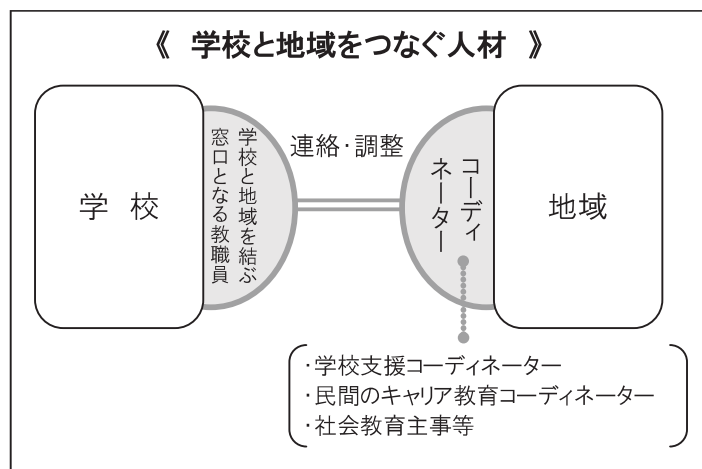 《 学校と地域をつなぐ人材 》
学 校
学校と地域を結ぶ
窓口となる教職員
連絡・調整
コーディ
ネーター
地域
・学校支援コーディネーター
・民間のキャリア教育コーディネーター
・社会教育主事等